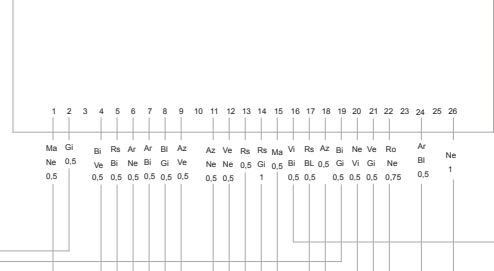 1 2 3 4 5 6 7 8 9 10 11 12 13 14 15 16 17 18 19 20 21 22 23 24 25 26
Ma Gi Bi Rs Ar Ar Bl Az Az Ve Rs Rs Ma Vi Rs Az Bi Ne Ve Ro Ar Ne
Ne 0,5 Ve Bi Ne Bi Gi Ve Ne Ne 0,5 Gi 0,5 Bi BL 0,5 Gi Vi Gi Ne Bl 1
0,5 0,5 0,5 0,5 0,5 0,5 0,5 0,5 0,5 1 0,5 0,5 0,5 0,5 0,5 0,75 0,5